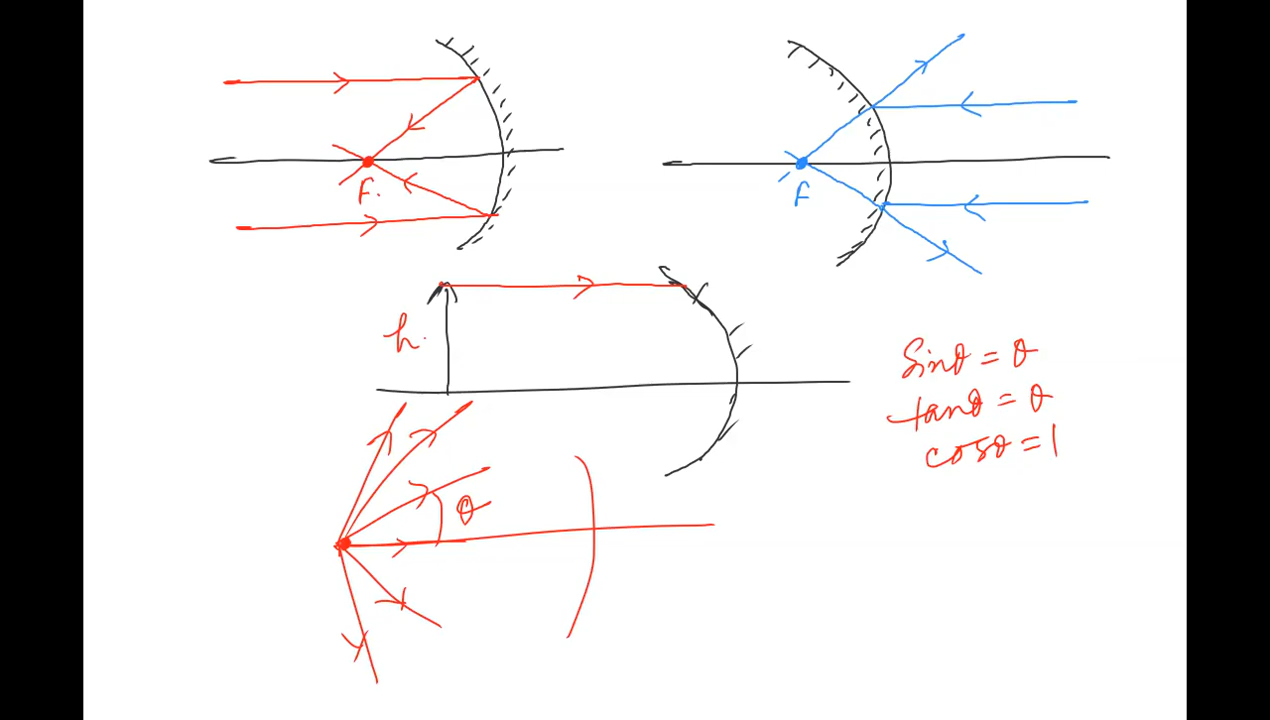 F.
F
h.
Sinθ = θ
tanθ = θ
cosθ = 1
θ